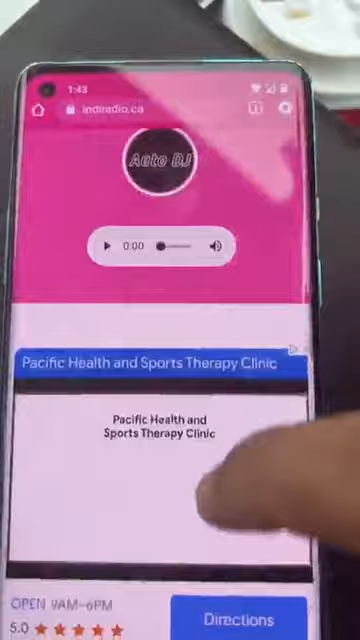 1:43
indiradio.ca
Auto DJ
0:00
Pacific Health and Sports Therapy Clinic
Pacific Health and
Sports Therapy Clinic
OPEN 9AM–6PM
5.0
Directions